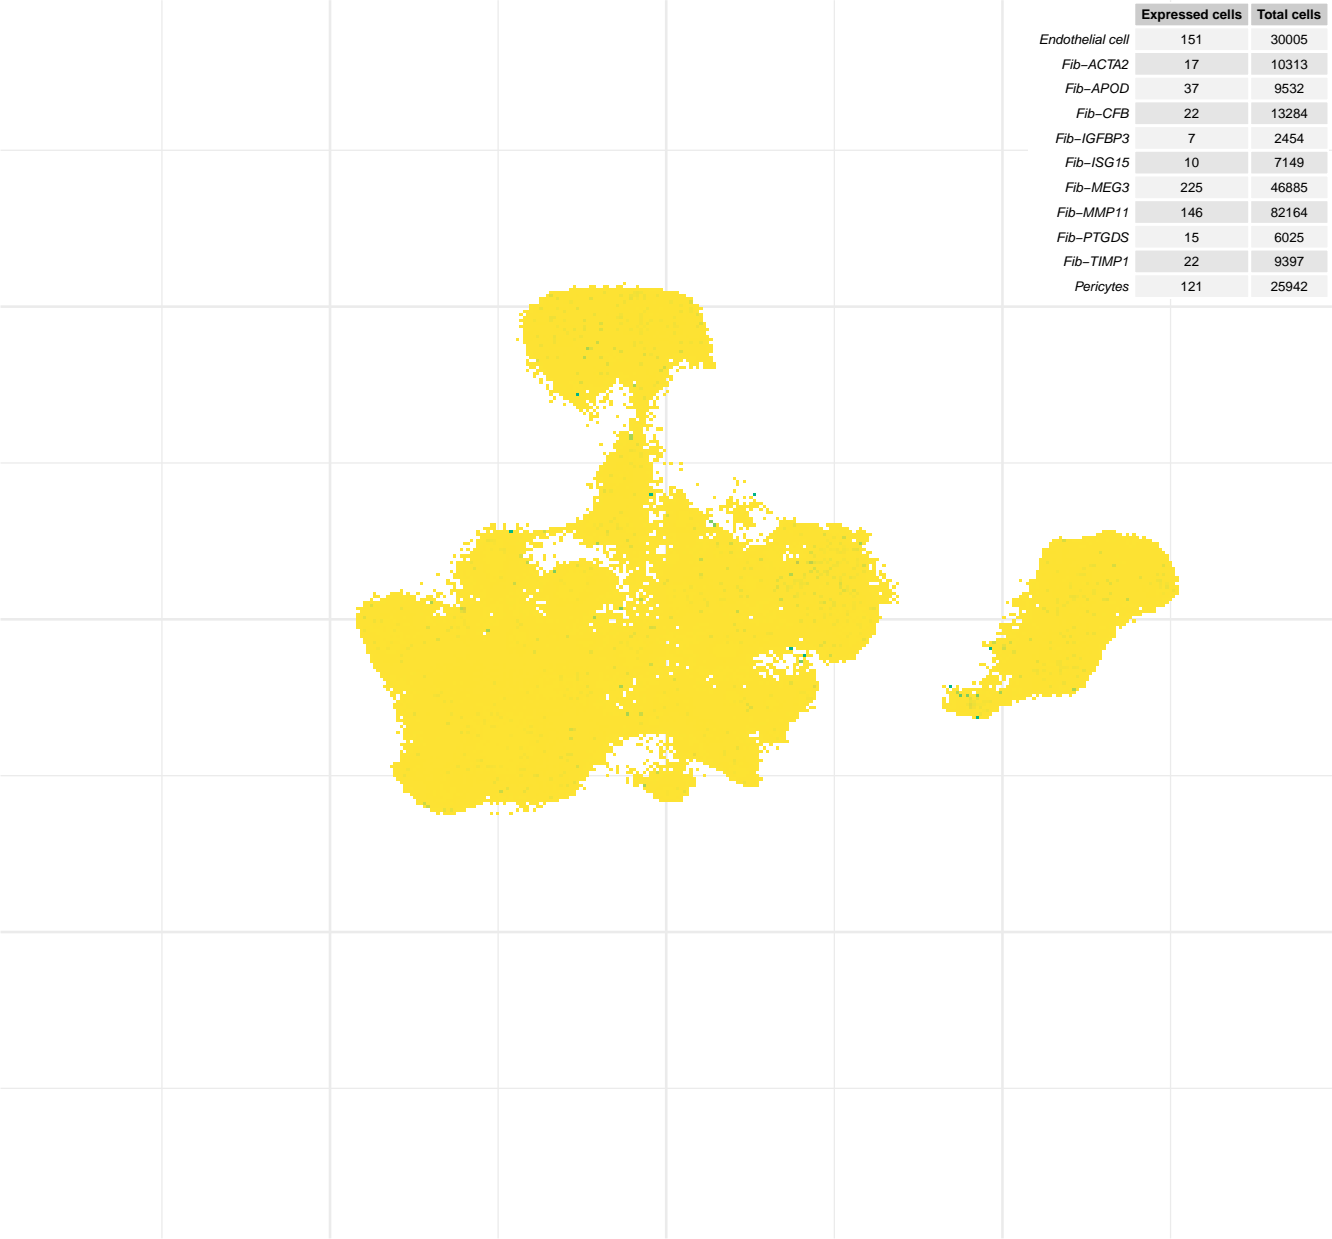 Expressed cells Total cells
Endothelial cell 151 30005
Fib−ACTA2 17 10313
Fib−APOD 37 9532
Fib−CFB 22 13284
Fib−IGFBP3 7 2454
Fib−ISG15 10 7149
Fib−MEG3 225 46885
Fib−MMP11 146 82164
Fib−PTGDS 15 6025
Fib−TIMP1 22 9397
Pericytes 121 25942